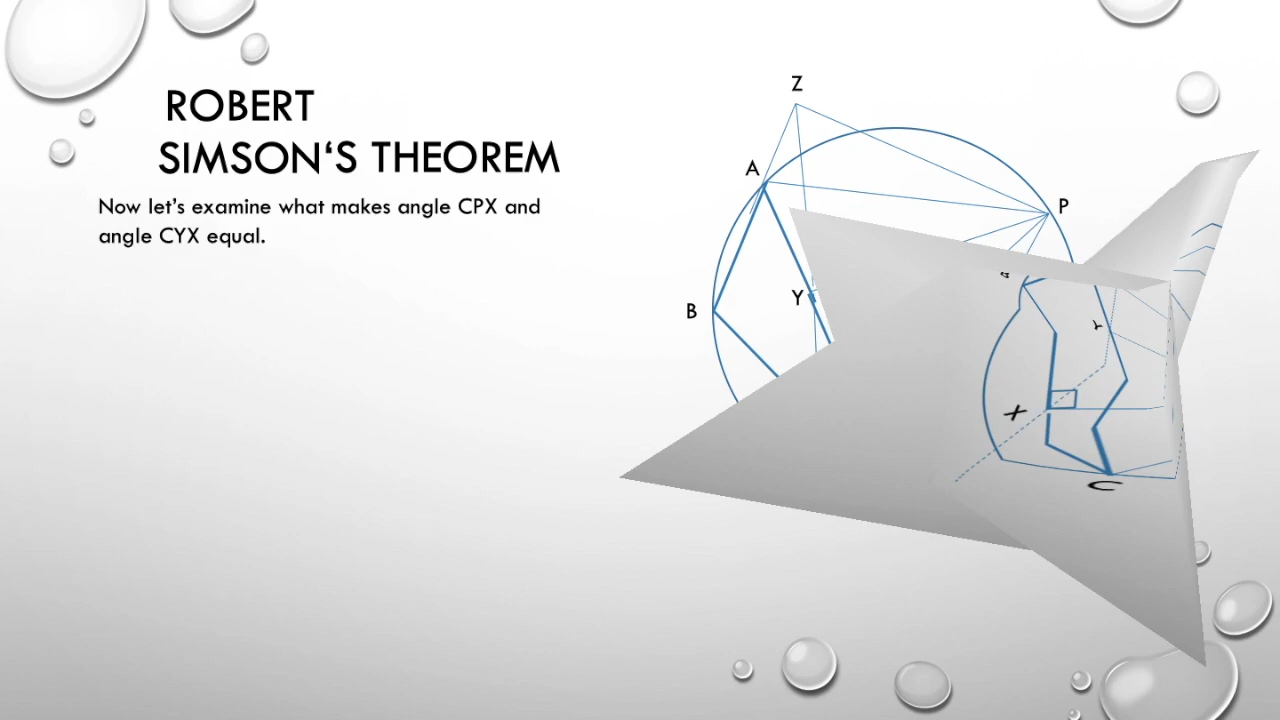 ROBERT
SIMSON‘S THEOREM
Now let’s examine what makes angle CPX and
angle CYX equal.
Z
A
P
B
Y
Y
X
C